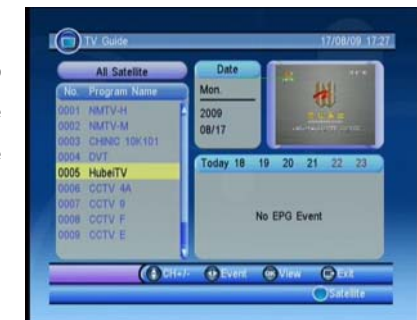 TV Guide 17/08/09 17:27
All Satellite
No. Program Name
0001 NMTV-H
0002 NMTV-M
0003 CHINIC 10K101
0004 DVT
0005 HubeiTV
0006 CCTV 4A
0007 CCTV 9
0008 CCTV F
0009 CCTV E
Date
Mon.
2009
08/17
Today 18 19 20 21 22 23
No EPG Event
CH+/- Event OK View Exit
Satellite